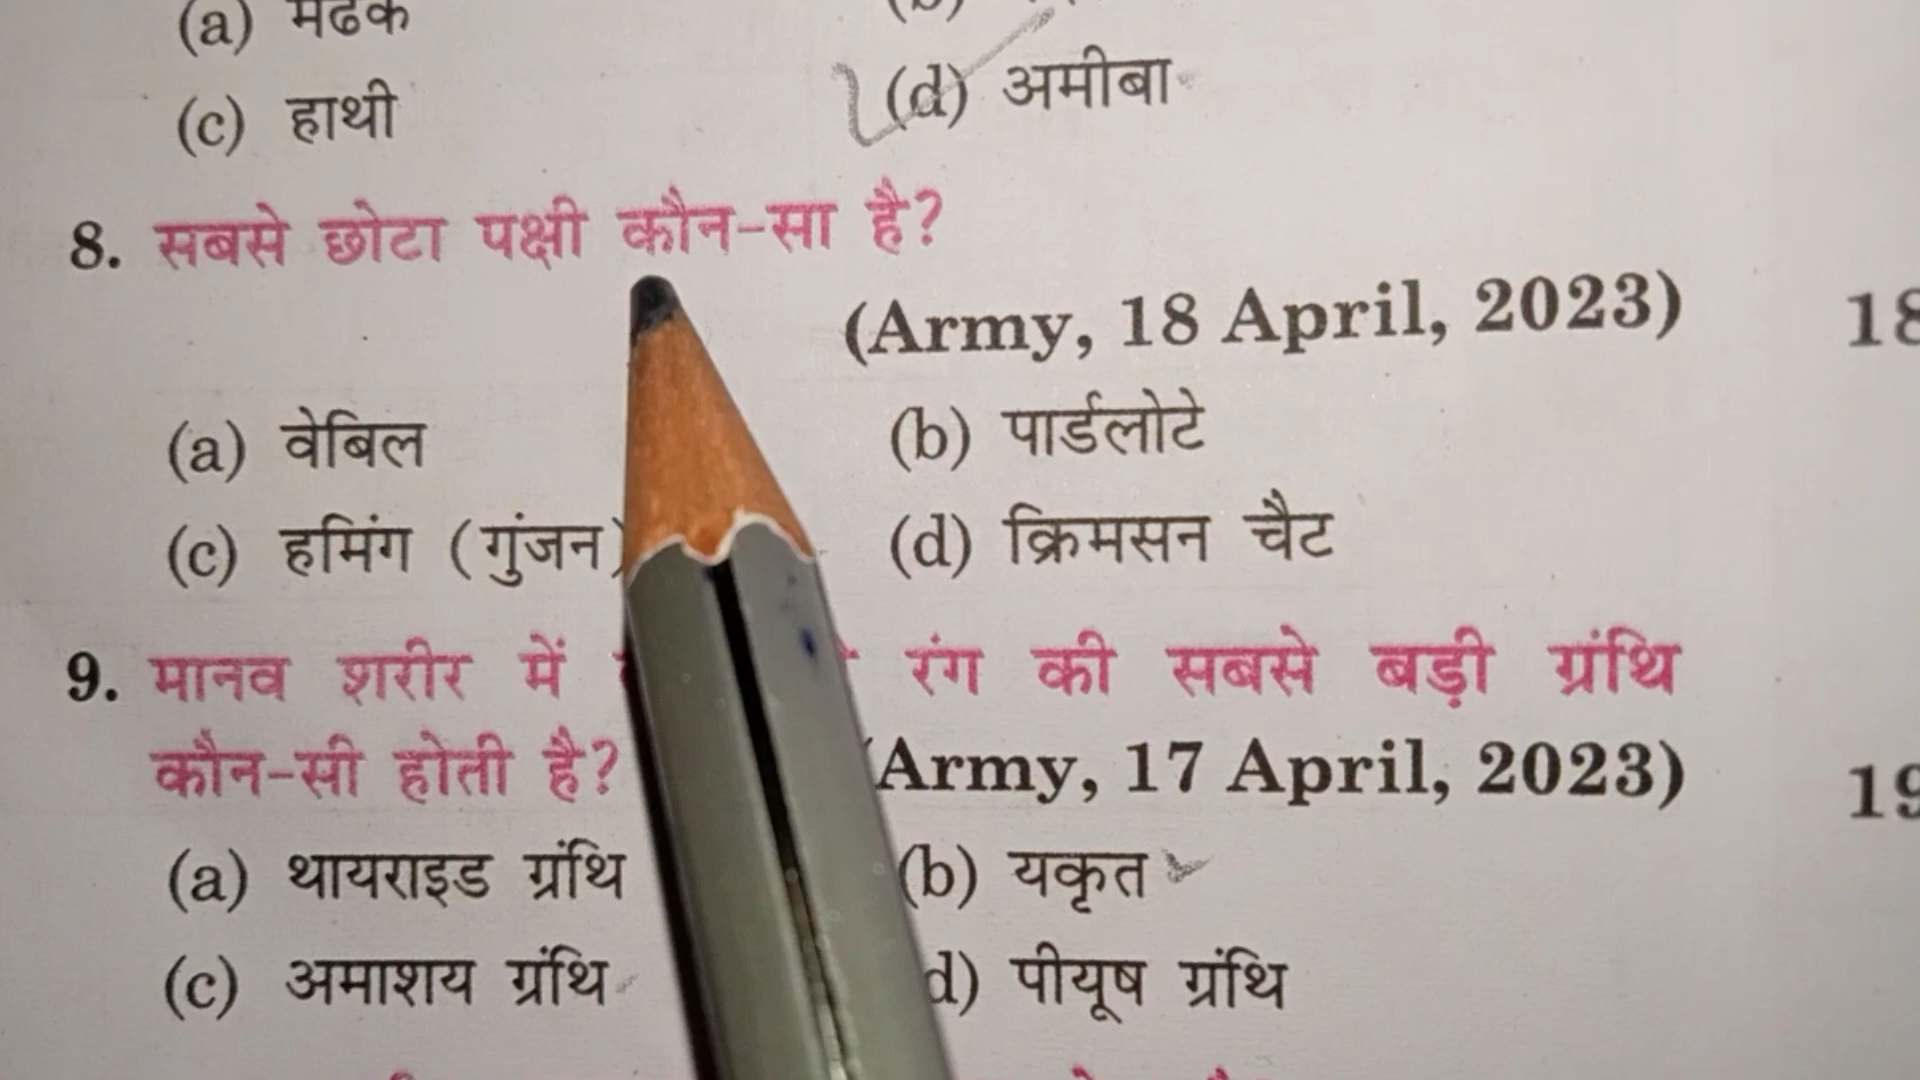 (a) मेंढक (b)
(c) हाथी (d) अमीबा
8. सबसे छोटा पक्षी कौन-सा है?
(Army, 18 April, 2023)
18
(a) वेबिल (b) पार्डलोटे
(c) हमिंग (गुंजन) (d) क्रिमसन चैट
9. मानव शरीर में रंग की सबसे बड़ी ग्रंथि
कौन-सी होती है? (Army, 17 April, 2023)
19
(a) थायराइड ग्रंथि (b) यकृत
(c) अमाशय ग्रंथि (d) पीयूष ग्रंथि